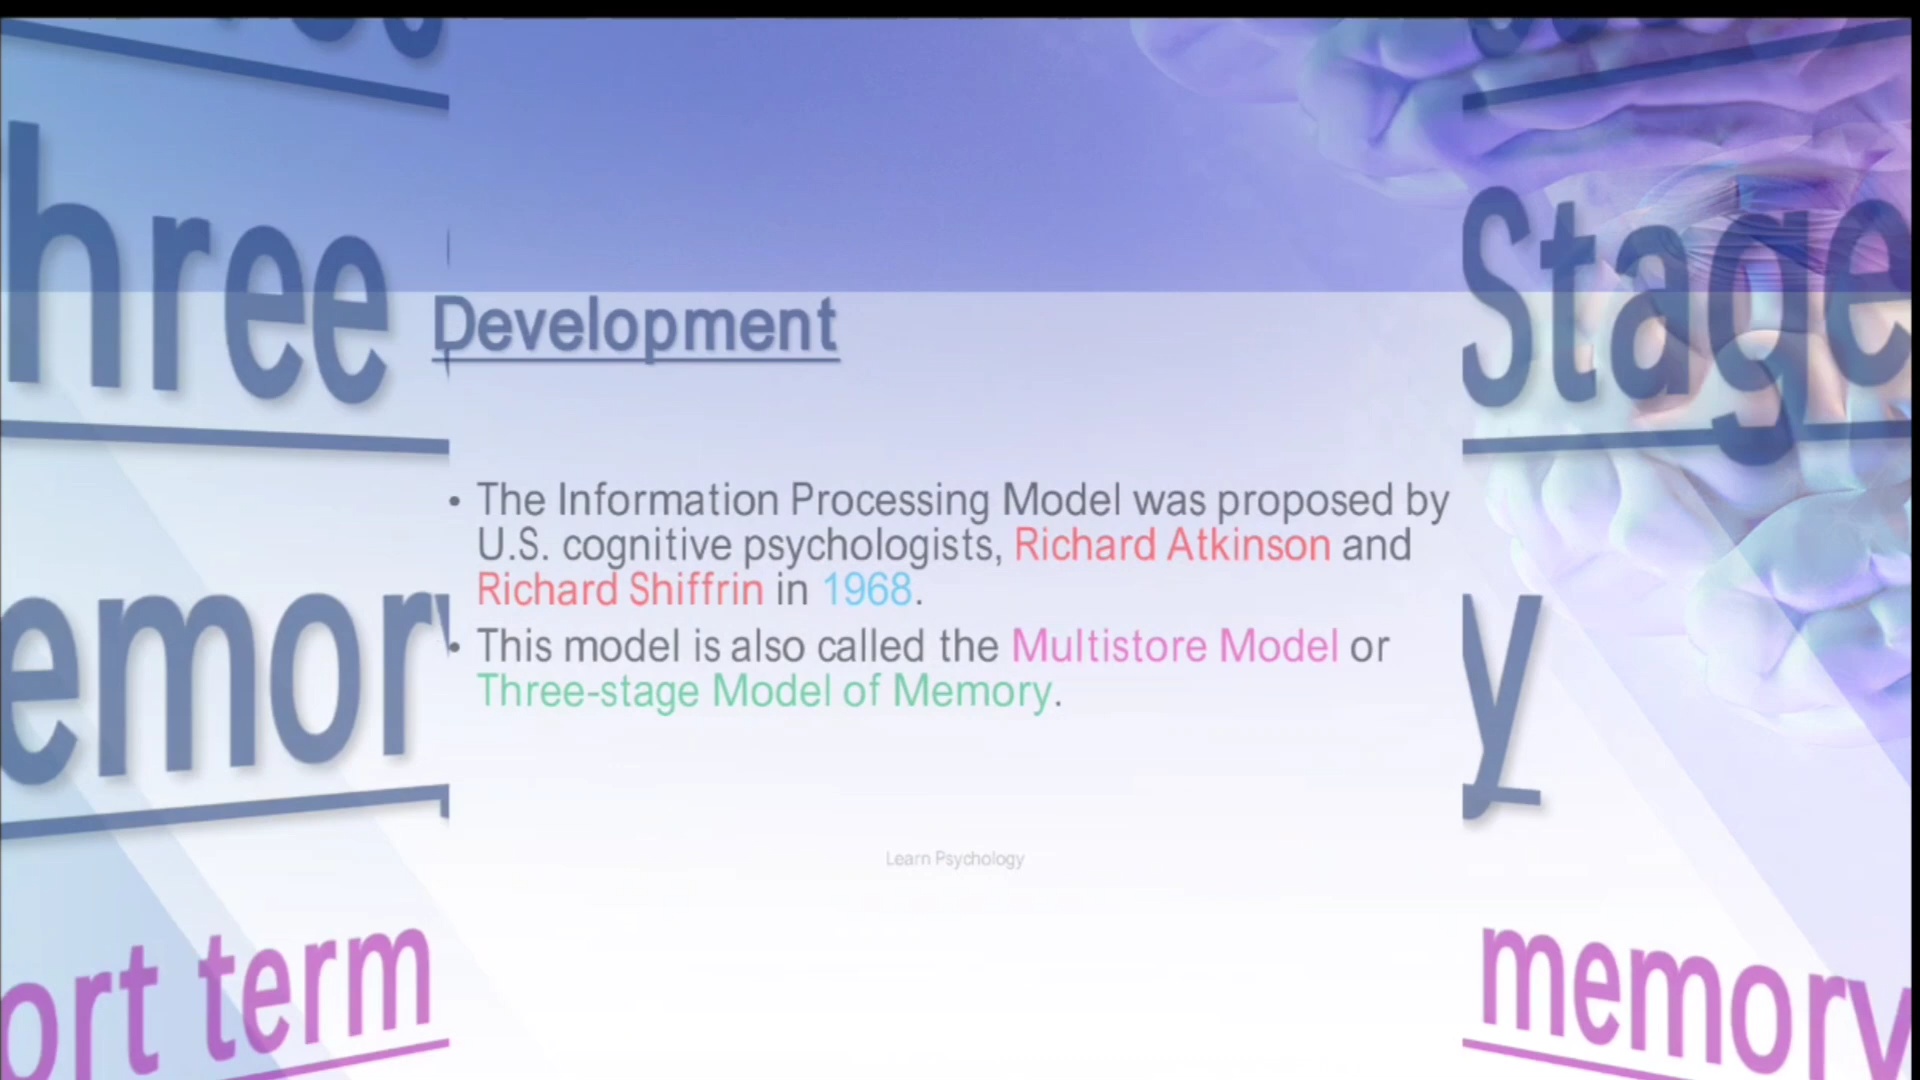 hree Stage
Development
The Information Processing Model was proposed by
U.S. cognitive psychologists, Richard Atkinson and
Richard Shiffrin in 1968.
emor y
• This model is also called the Multistore Model or
Three-stage Model of Memory.
Learn Psychology
ort term memory